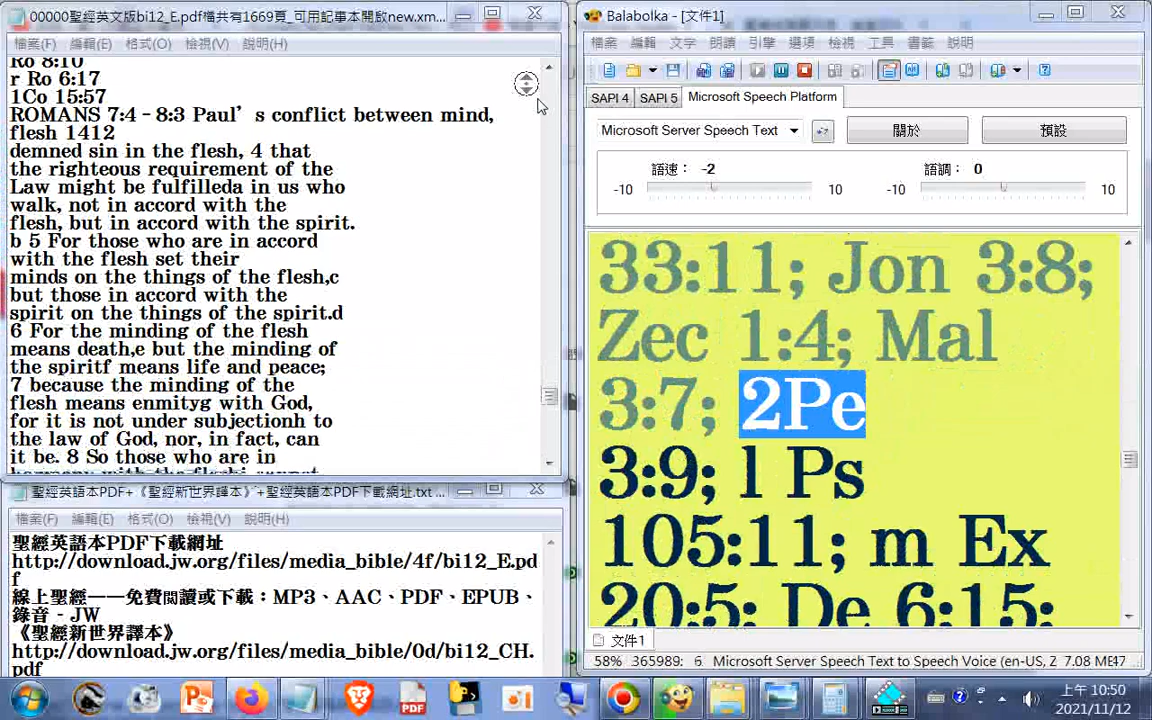 00000聖經英文版bi12_E.pdf檔共有1669頁_可用記事本開啟new.xm...
檔案(F) 編輯(E) 格式(O) 檢視(V) 說明(H)
Ro 8:10
r Ro 6:17
1Co 15:57
ROMANS 7:4–8:3 Paul’s conflict between mind,
flesh 1412
demned sin in the flesh, 4 that
the righteous requirement of the
Law might be fulfilleda in us who
walk, not in accord with the
flesh, but in accord with the spirit.
b 5 For those who are in accord
with the flesh set their
minds on the things of the flesh,c
but those in accord with the
spirit on the things of the spirit.d
6 For the minding of the flesh
means death,e but the minding of
the spiritf means life and peace;
7 because the minding of the
flesh means enmityg with God,
for it is not under subjectionh to
the law of God, nor, in fact, can
it be. 8 So those who are in
聖經英語本PDF+《聖經新世界譯本》+聖經英語本PDF下載網址.txt ...
檔案(F) 編輯(E) 格式(O) 檢視(V) 說明(H)
聖經英語本PDF下載網址
http://download.jw.org/files/media_bible/4f/bi12_E.pd
f
線上聖經——免費閱讀或下載：MP3、AAC、PDF、EPUB、
錄音 - JW
《聖經新世界譯本》
http://download.jw.org/files/media_bible/0d/bi12_CH.
pdf
Balabolka - [文件1]
檔案 編輯 文字 朗讀 引擎 選項 檢視 工具 書籤 說明
SAPI 4 SAPI 5 Microsoft Speech Platform
Microsoft Server Speech Text 關於 預設
語速： -2 語調： 0
-10 10 -10 10
33:11; Jon 3:8;
Zec 1:4; Mal
3:7; 2Pe
3:9; l Ps
105:11; m Ex
20:5; De 6:15;
文件1
58% 365989: 6 Microsoft Server Speech Text to Speech Voice (en-US, Z 7.08 ME47
上午 10:50
2021/11/12